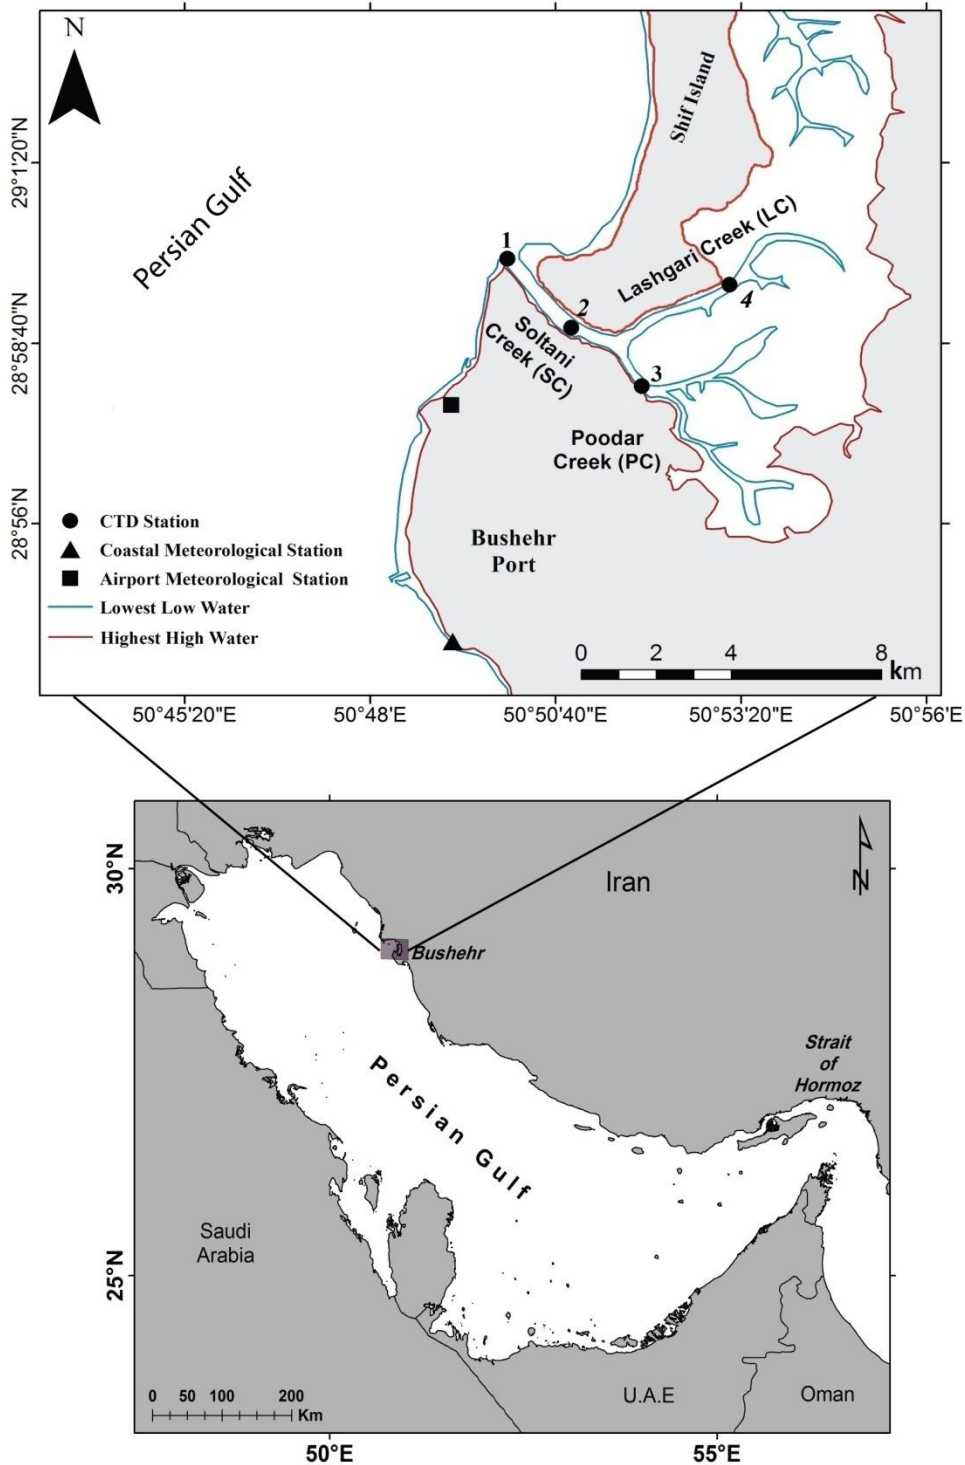 N
Shif Island
29°1'20"N
Persian Gulf
1
Lashgari Creek (LC)
4
2
Soltani
Creek (SC)
28°58'40"N
3
Poodar
Creek (PC)
28°56'N
CTD Station
Coastal Meteorological Station
Airport Meteorological Station
Lowest Low Water
Highest High Water
Bushehr
Port
0 2 4 8
km
50°45'20"E 50°48'E 50°50'40"E 50°53'20"E 50°56'E
30°N
Iran
N
Bushehr
Strait
of
Hormoz
Persian Gulf
Saudi
Arabia
25°N
U.A.E
Oman
0 50 100 200
Km
50°E 55°E